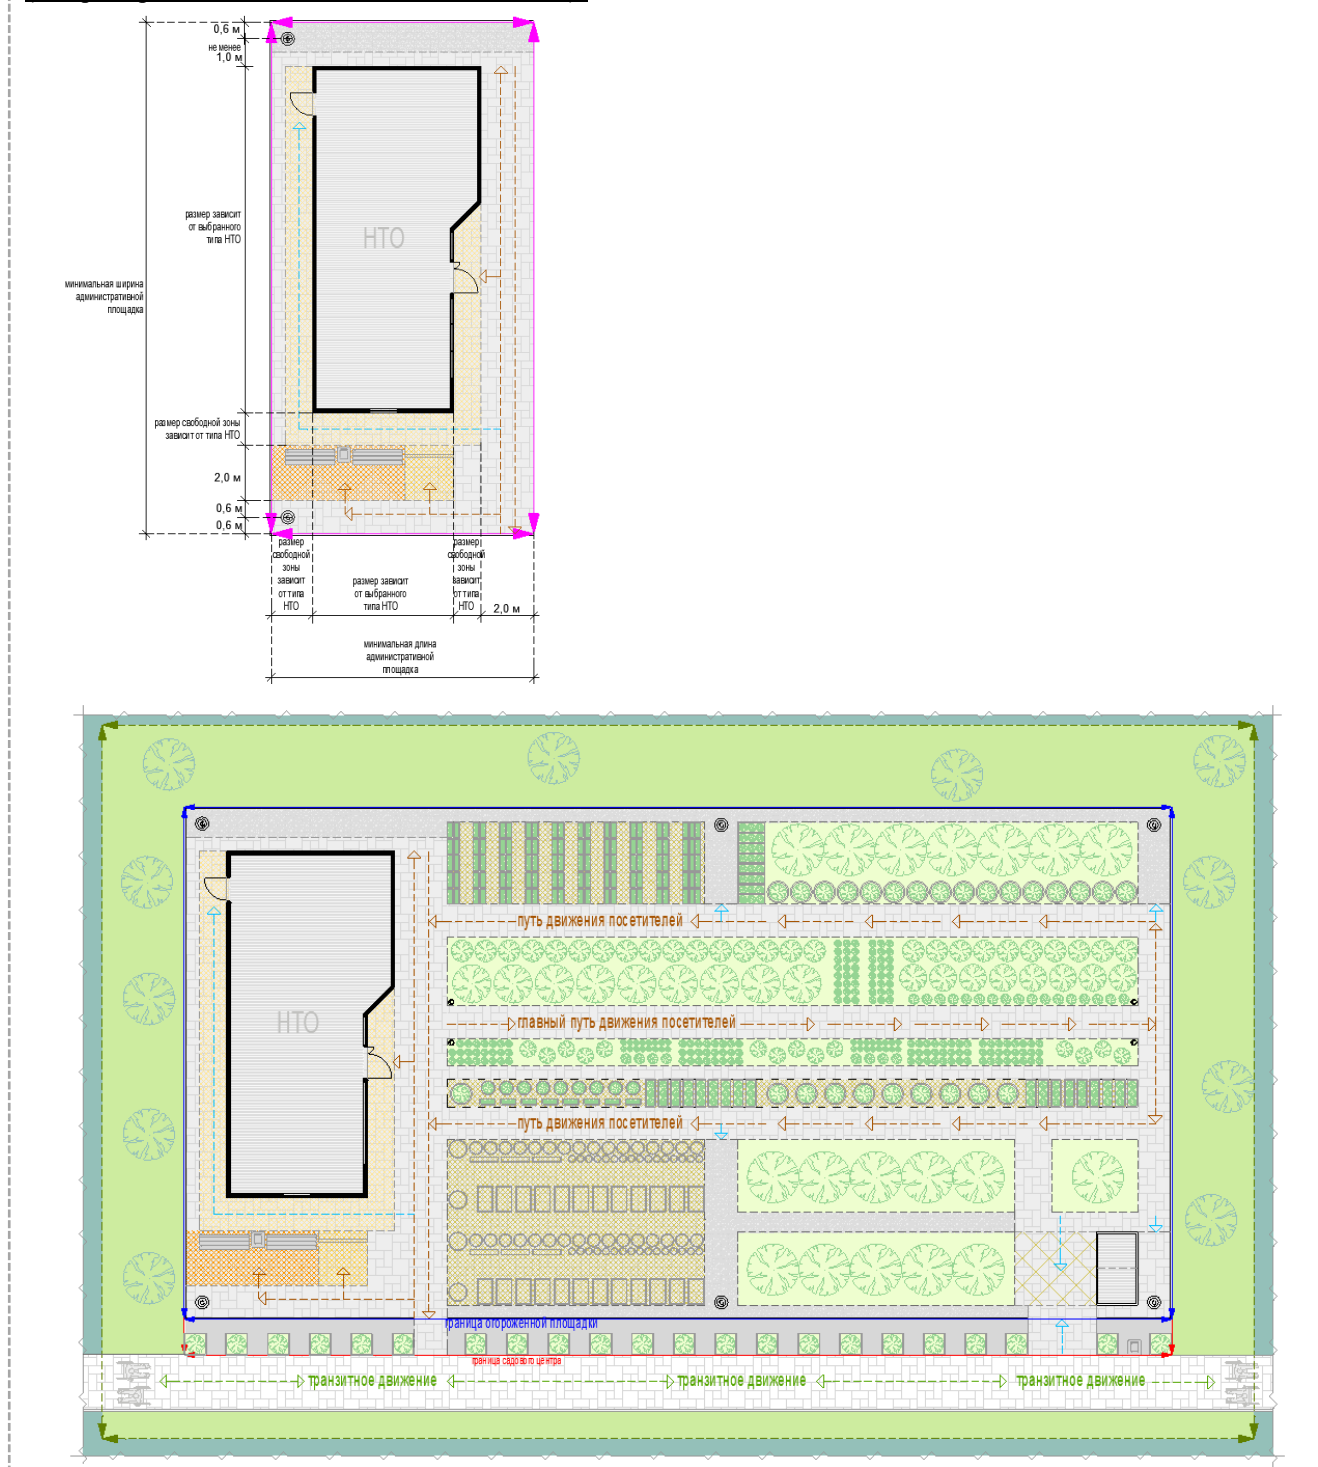 0,6 м
не менее
1,0 м
размер зависит
от выбранного
типа НТО
НТО
минимальная ширина
административной
площадка
размер свободной зоны
зависит от типа НТО
2,0 м
0,6 м
0,6 м
размер
свободной
зоны
зависит
от типа
НТО
размер зависит
от выбранного
типа НТО
размер
свободной
зоны
зависит
от типа
НТО
2,0 м
минимальная длина
административной
площадка
путь движения посетителей
НТО
главный путь движения посетителей
путь движения посетителей
граница огороженной площадки
граница садового центра
транзитное движение
транзитное движение
транзитное движение